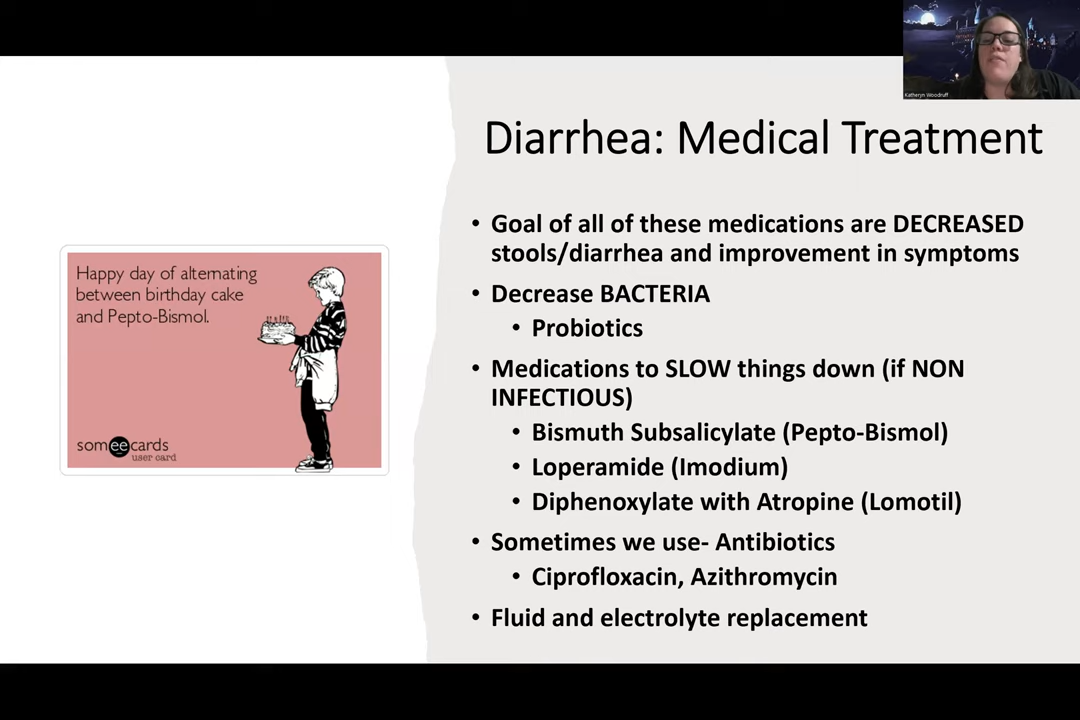 Katheryn Woodruff
Diarrhea: Medical Treatment
• Goal of all of these medications are DECREASED
stools/diarrhea and improvement in symptoms
• Decrease BACTERIA
• Probiotics
• Medications to SLOW things down (if NON
INFECTIOUS)
• Bismuth Subsalicylate (Pepto-Bismol)
• Loperamide (Imodium)
• Diphenoxylate with Atropine (Lomotil)
• Sometimes we use- Antibiotics
• Ciprofloxacin, Azithromycin
• Fluid and electrolyte replacement
Happy day of alternating
between birthday cake
and Pepto-Bismol.
someecards
user card